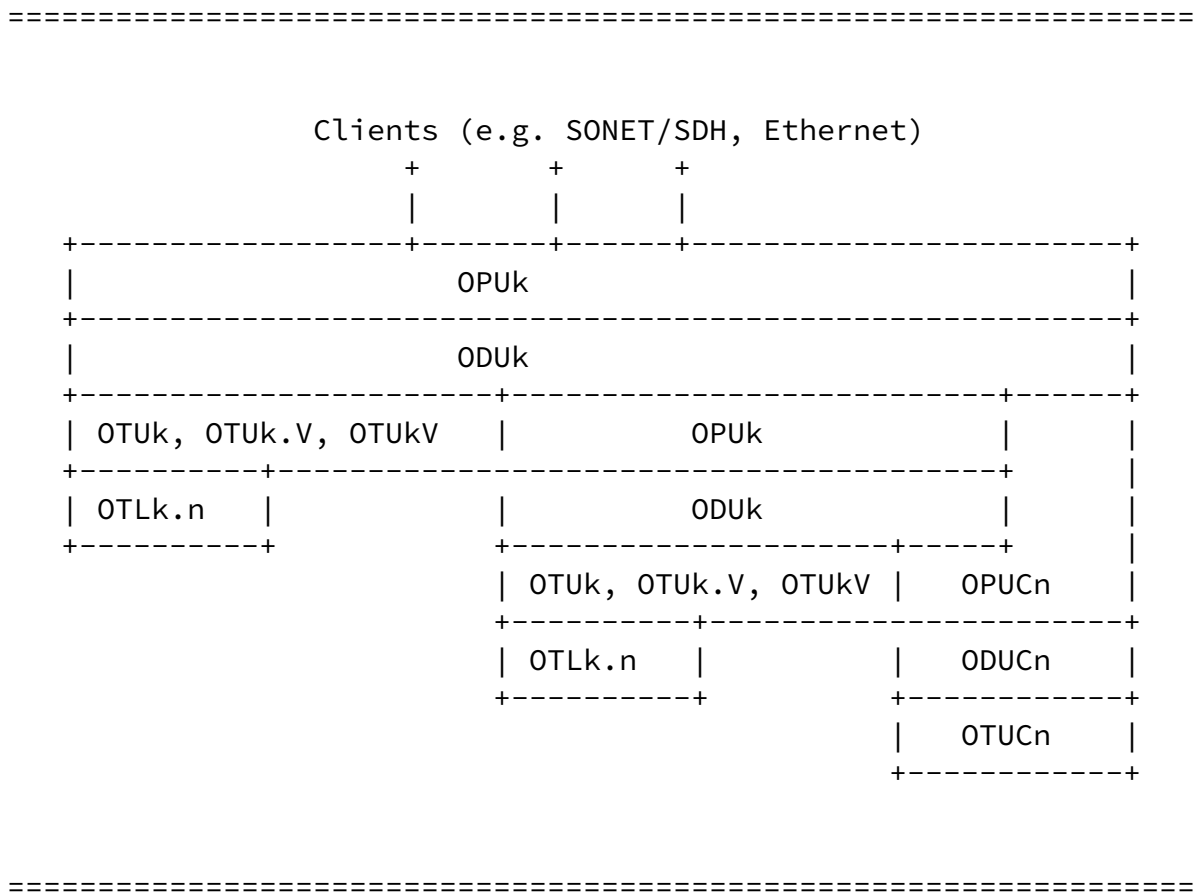 ==================================================================
Clients (e.g. SONET/SDH, Ethernet)
+ + +
| | |
+------------------+-------+------+------------------------+
| OPUk |
+----------------------------------------------------------+
| ODUk |
+-----------------------+---------------------------+------+
| OTUk, OTUk.V, OTUkV | OPUk | |
+----------+----------------------------------------+ |
| OTLk.n | | ODUk | |
+----------+ +---------------------+-----+ |
| OTUk, OTUk.V, OTUkV | OPUCn |
+----------+-----------------------+
| OTLk.n | | ODUCn |
+----------+ +------------+
| OTUCn |
+------------+
==================================================================